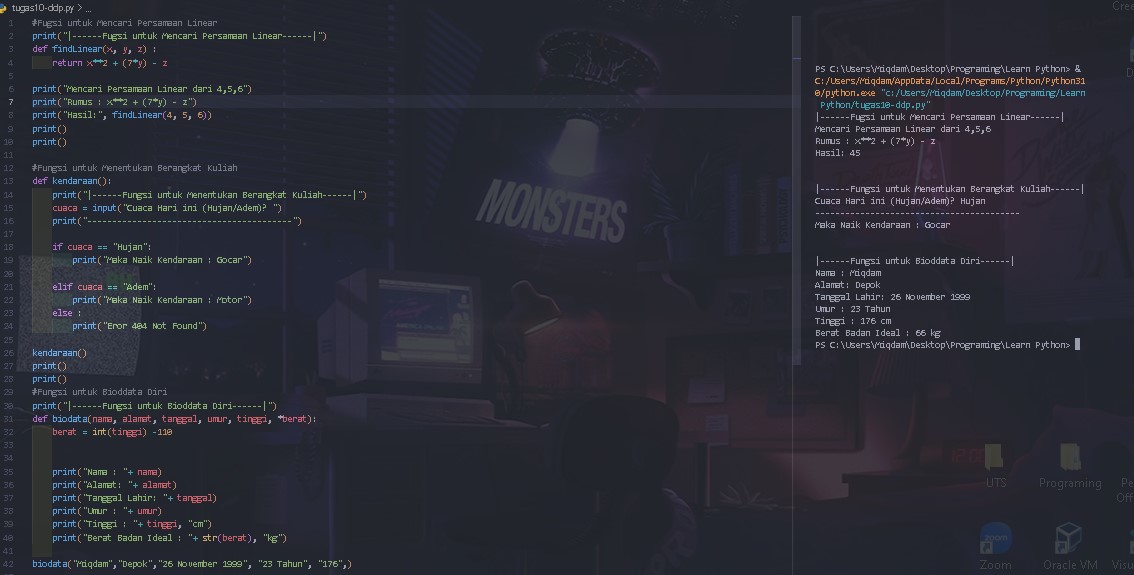 tugas10-ddp.py > ...
1 #Fugsi untuk Mencari Persamaan Linear
2 print("|------Fugsi untuk Mencari Persamaan Linear------|")
3 def findLinear(x, y, z) :
4 return x**2 + (7*y) - z
5
6 print("Mencari Persamaan Linear dari 4,5,6")
7 print("Rumus : x**2 + (7*y) - z")
8 print("Hasil:", findLinear(4, 5, 6))
9 print()
10 print()
11
12 #Fungsi untuk Menentukan Berangkat Kuliah
13 def kendaraan():
14 print("|------Fungsi untuk Menentukan Berangkat Kuliah------|")
15 cuaca = input("Cuaca Hari ini (Hujan/Adem)? ")
16 print("---------------------------------------")
17
18 if cuaca == "Hujan":
19 print("Maka Naik Kendaraan : Gocar")
20
21 elif cuaca == "Adem":
22 print("Maka Naik Kendaraan : Motor")
23 else :
24 print("Eror 404 Not Found")
25
26 kendaraan()
27 print()
28 print()
29 #Fungsi untuk Bioddata Diri
30 print("|------Fungsi untuk Bioddata Diri------|")
31 def biodata(nama, alamat, tanggal, umur, tinggi, *berat):
32 berat = int(tinggi) -110
33
34
35 print("Nama : "+ nama)
36 print("Alamat: "+ alamat)
37 print("Tanggal Lahir: "+ tanggal)
38 print("Umur : "+ umur)
39 print("Tinggi : "+ tinggi, "cm")
40 print("Berat Badan Ideal : "+ str(berat), "kg")
41
42 biodata("Miqdam","Depok","26 November 1999", "23 Tahun", "176",)
PS C:\Users\Miqdam\Desktop\Programing\Learn Python> &
C:/Users/Miqdam/AppData/Local/Programs/Python/Python31
0/python.exe "c:/Users/Miqdam/Desktop/Programing/Learn
Python/tugas10-ddp.py"
|------Fugsi untuk Mencari Persamaan Linear------|
Mencari Persamaan Linear dari 4,5,6
Rumus : x**2 + (7*y) - z
Hasil: 45
|------Fungsi untuk Menentukan Berangkat Kuliah------|
Cuaca Hari ini (Hujan/Adem)? Hujan
---------------------------------------
Maka Naik Kendaraan : Gocar
|------Fungsi untuk Bioddata Diri------|
Nama : Miqdam
Alamat: Depok
Tanggal Lahir: 26 November 1999
Umur : 23 Tahun
Tinggi : 176 cm
Berat Badan Ideal : 66 kg
PS C:\Users\Miqdam\Desktop\Programing\Learn Python>
MONSTERS
UTS
Programing
Zoom
Oracle VM